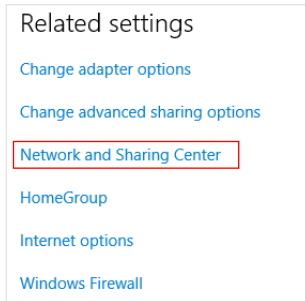 Related settings
Change adapter options
Change advanced sharing options
Network and Sharing Center
HomeGroup
Internet options
Windows Firewall